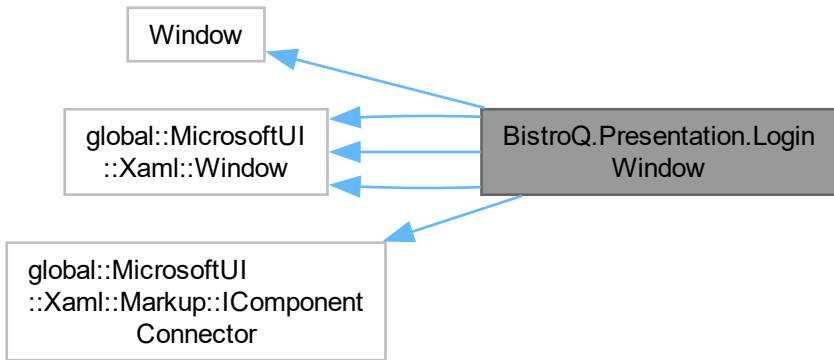 Window
global::MicrosoftUI
::Xaml::Window
BistroQ.Presentation.Login
Window
global::MicrosoftUI
::Xaml::Markup::IComponent
Connector